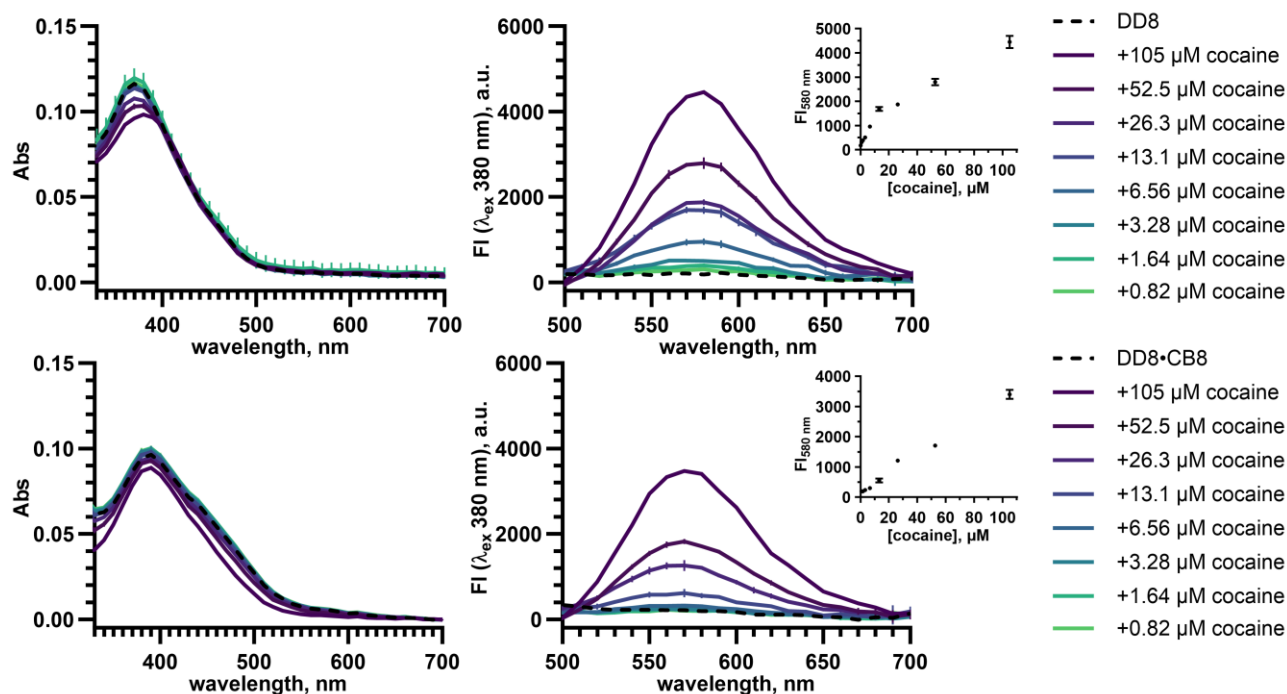 0.15
0.10
0.05
0.00
Abs
400
500
600
700
wavelength, nm
6000
4000
2000
0
FI (λex 380 nm), a.u.
500
550
600
650
700
wavelength, nm
5000
4000
3000
2000
1000
0
FI580 nm
0 20 40 60 80 100
[cocaine], µM
DD8
+105 µM cocaine
+52.5 µM cocaine
+26.3 µM cocaine
+13.1 µM cocaine
+6.56 µM cocaine
+3.28 µM cocaine
+1.64 µM cocaine
+0.82 µM cocaine
0.15
0.10
0.05
0.00
Abs
400
500
600
700
wavelength, nm
6000
4000
2000
0
FI (λex 380 nm), a.u.
500
550
600
650
700
wavelength, nm
4000
3000
2000
1000
0
FI580 nm
0 20 40 60 80 100
[cocaine], µM
DD8•CB8
+105 µM cocaine
+52.5 µM cocaine
+26.3 µM cocaine
+13.1 µM cocaine
+6.56 µM cocaine
+3.28 µM cocaine
+1.64 µM cocaine
+0.82 µM cocaine